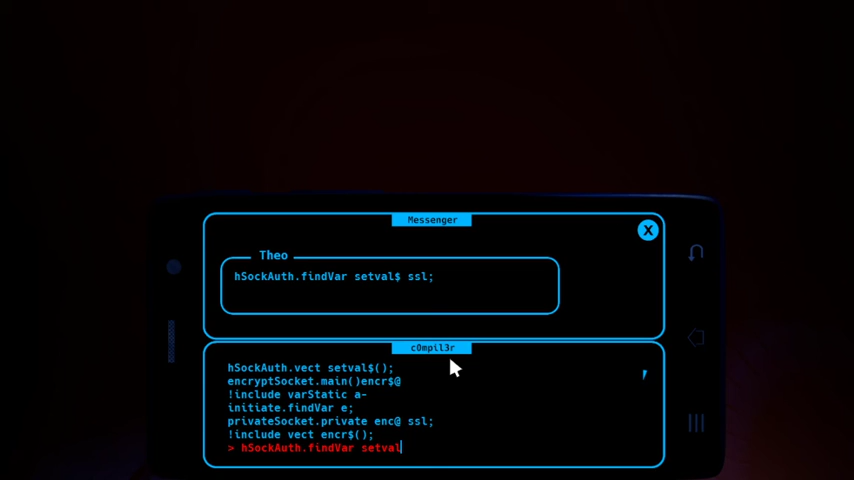 Messenger
X
Theo
hSockAuth.findVar setval$ ssl;
c0mpil3r
hSockAuth.vect setval$();
encryptSocket.main()encr$@
!include varStatic a-
initiate.findVar e;
privateSocket.private enc@ ssl;
!include vect encr$();
> hSockAuth.findVar setval